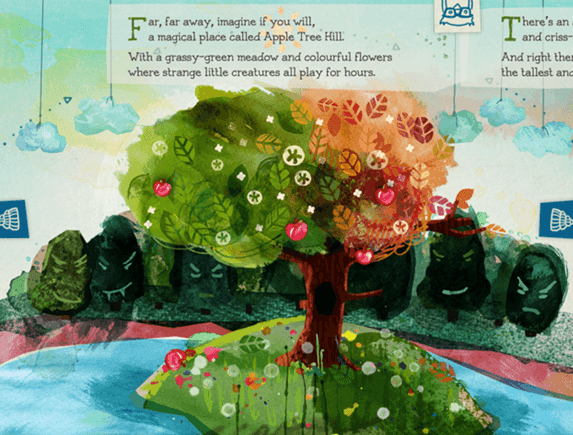 Far, far away, imagine if you will,
a magical place called Apple Tree Hill.
With a grassy-green meadow and colourful flowers
where strange little creatures all play for hours.
There's an
and criss-
And right ther
the tallest and